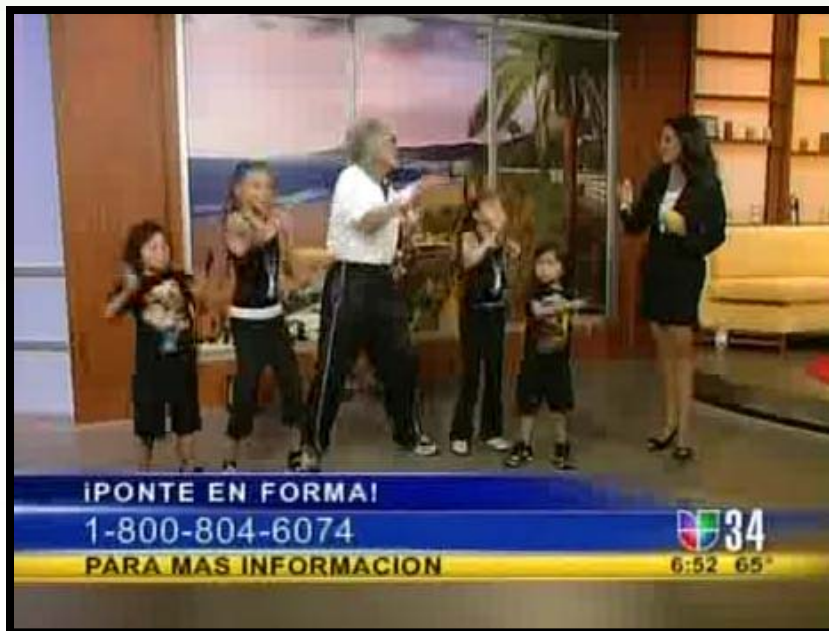 ¡PONTE EN FORMA!
1-800-804-6074
PARA MAS INFORMACION
34
6:52 65°